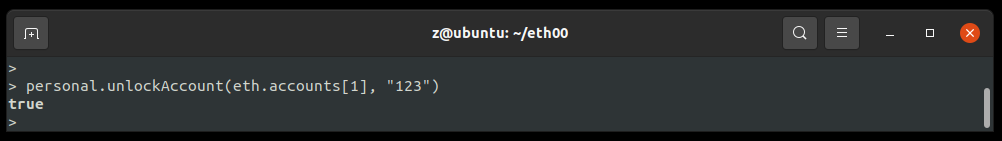 z@ubuntu: ~/eth00
>
> personal.unlockAccount(eth.accounts[1], "123")
true
>